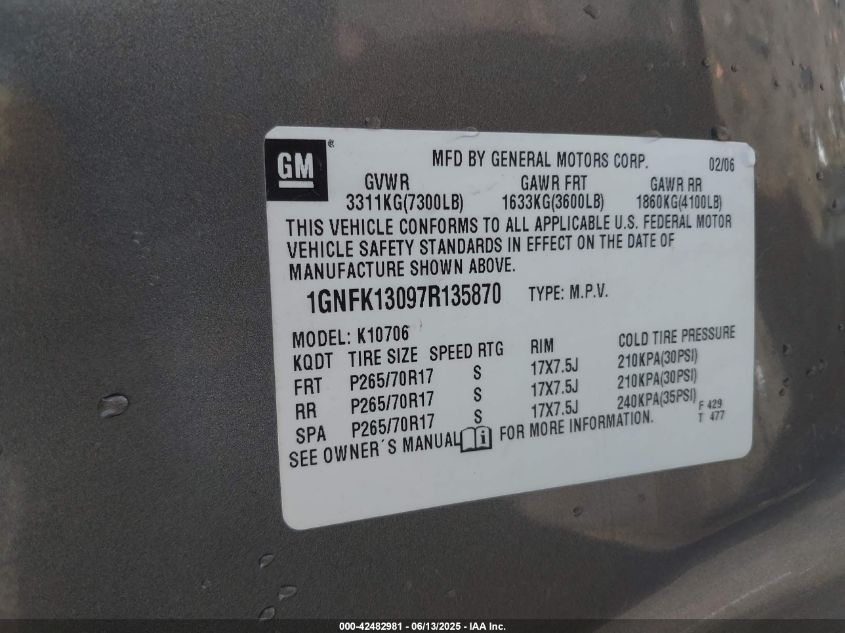 GM®
MFD BY GENERAL MOTORS CORP. 02/06
GVWR GAWR FRT GAWR RR
3311KG(7300LB) 1633KG(3600LB) 1860KG(4100LB)
THIS VEHICLE CONFORMS TO ALL APPLICABLE U.S. FEDERAL MOTOR
VEHICLE SAFETY STANDARDS IN EFFECT ON THE DATE OF
MANUFACTURE SHOWN ABOVE.
1GNFK13097R135870 TYPE: M.P.V.
MODEL: K10706
KQDT TIRE SIZE SPEED RTG RIM COLD TIRE PRESSURE
FRT P265/70R17 S 17X7.5J 210KPA(30PSI)
RR P265/70R17 S 17X7.5J 210KPA(30PSI)
SPA P265/70R17 S 17X7.5J 240KPA(35PSI)
SEE OWNER´S MANUAL FOR MORE INFORMATION.
F 429
T 477
000-42482981 - 06/13/2025 - IAA Inc.